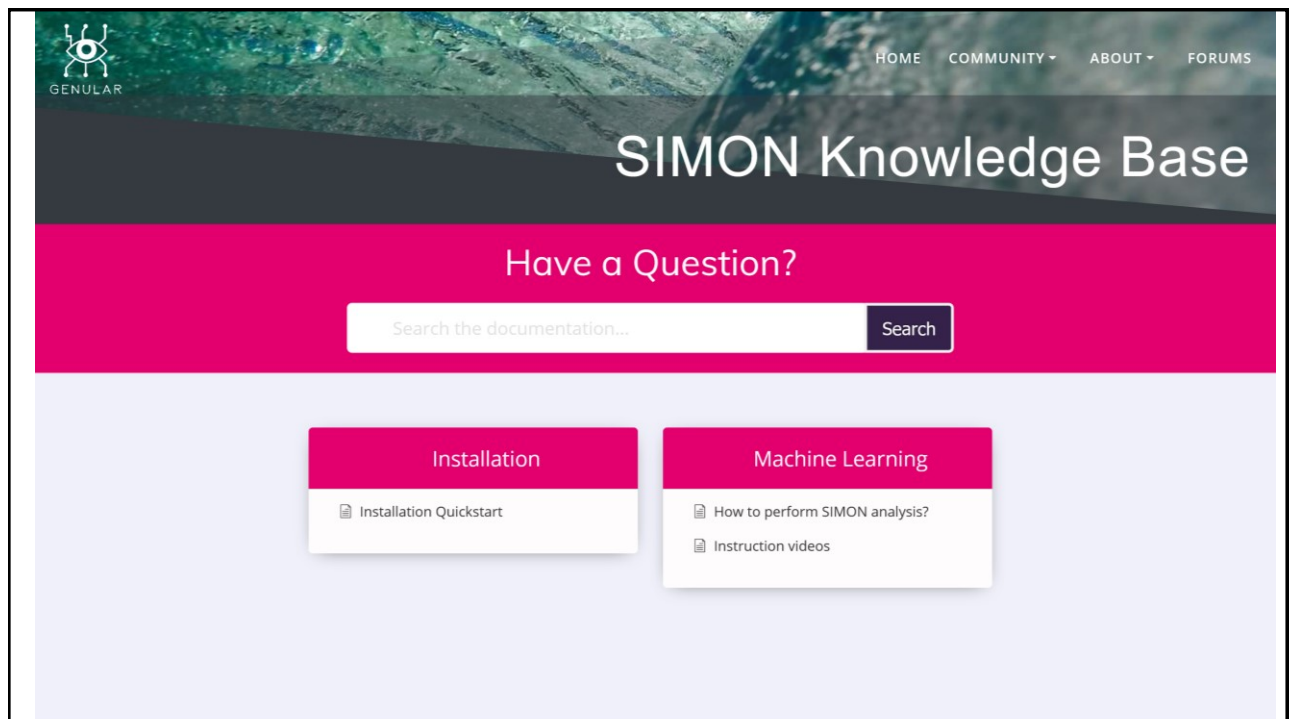 GENULAR
HOME COMMUNITY ABOUT FORUMS
SIMON Knowledge Base
Have a Question?
Search the documentation...
Search
Installation
Installation Quickstart
Machine Learning
How to perform SIMON analysis?
Instruction videos